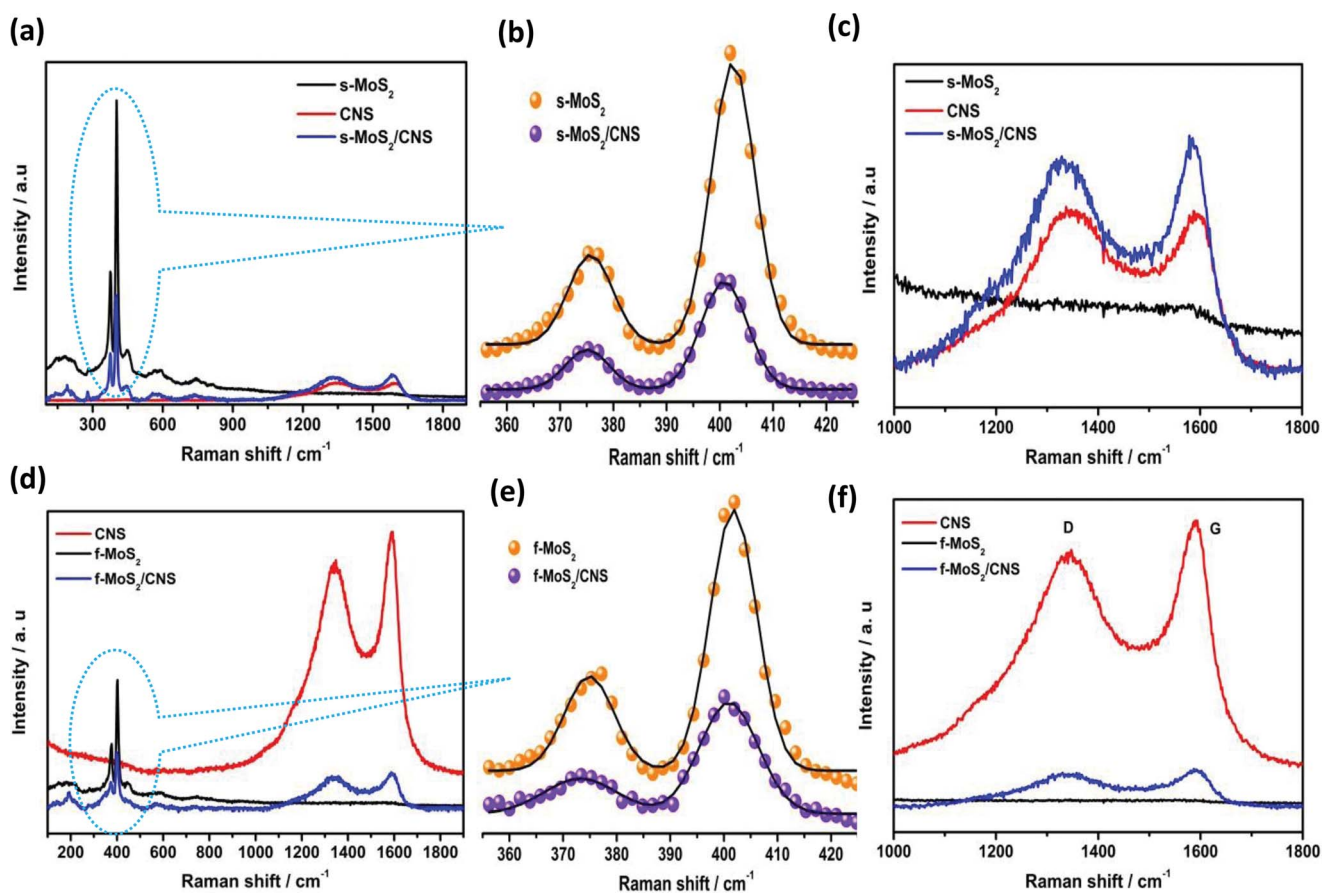 (a)
s-MoS2
CNS
s-MoS2/CNS
Intensity / a.u
300 600 900 1200 1500 1800
Raman shift / cm-1
(b)
s-MoS2
s-MoS2/CNS
360 370 380 390 400 410 420
Raman shift / cm-1
(c)
s-MoS2
CNS
s-MoS2/CNS
Intensity / a.u
1000 1200 1400 1600 1800
Raman shift / cm-1
(d)
CNS
f-MoS2
f-MoS2/CNS
Intensity / a. u
200 400 600 800 1000 1200 1400 1600 1800
Raman shift / cm-1
(e)
f-MoS2
f-MoS2/CNS
360 370 380 390 400 410 420
Raman shift / cm-1
(f)
CNS
f-MoS2
f-MoS2/CNS
D
G
Intensity / a.u
1000 1200 1400 1600 1800
Raman shift / cm-1